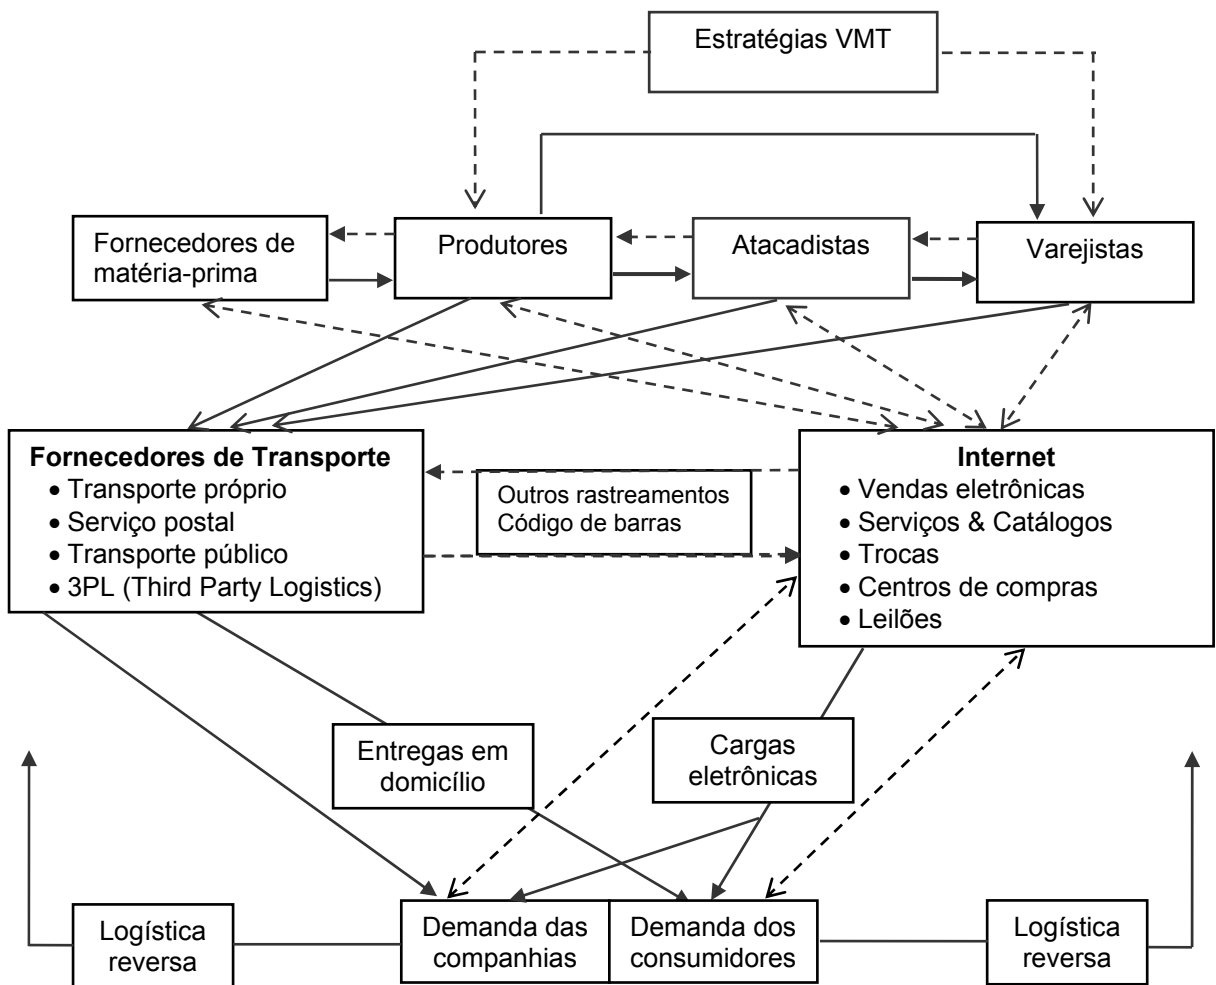 Estratégias VMT
Fornecedores de
matéria-prima
Produtores
Atacadistas
Varejistas
Fornecedores de Transporte
• Transporte próprio
• Serviço postal
• Transporte público
• 3PL (Third Party Logistics)
Outros rastreamentos
Código de barras
Internet
• Vendas eletrônicas
• Serviços & Catálogos
• Trocas
• Centros de compras
• Leilões
Entregas em
domicílio
Cargas
eletrônicas
Logística
reversa
Demanda das
companhias
Demanda dos
consumidores
Logística
reversa